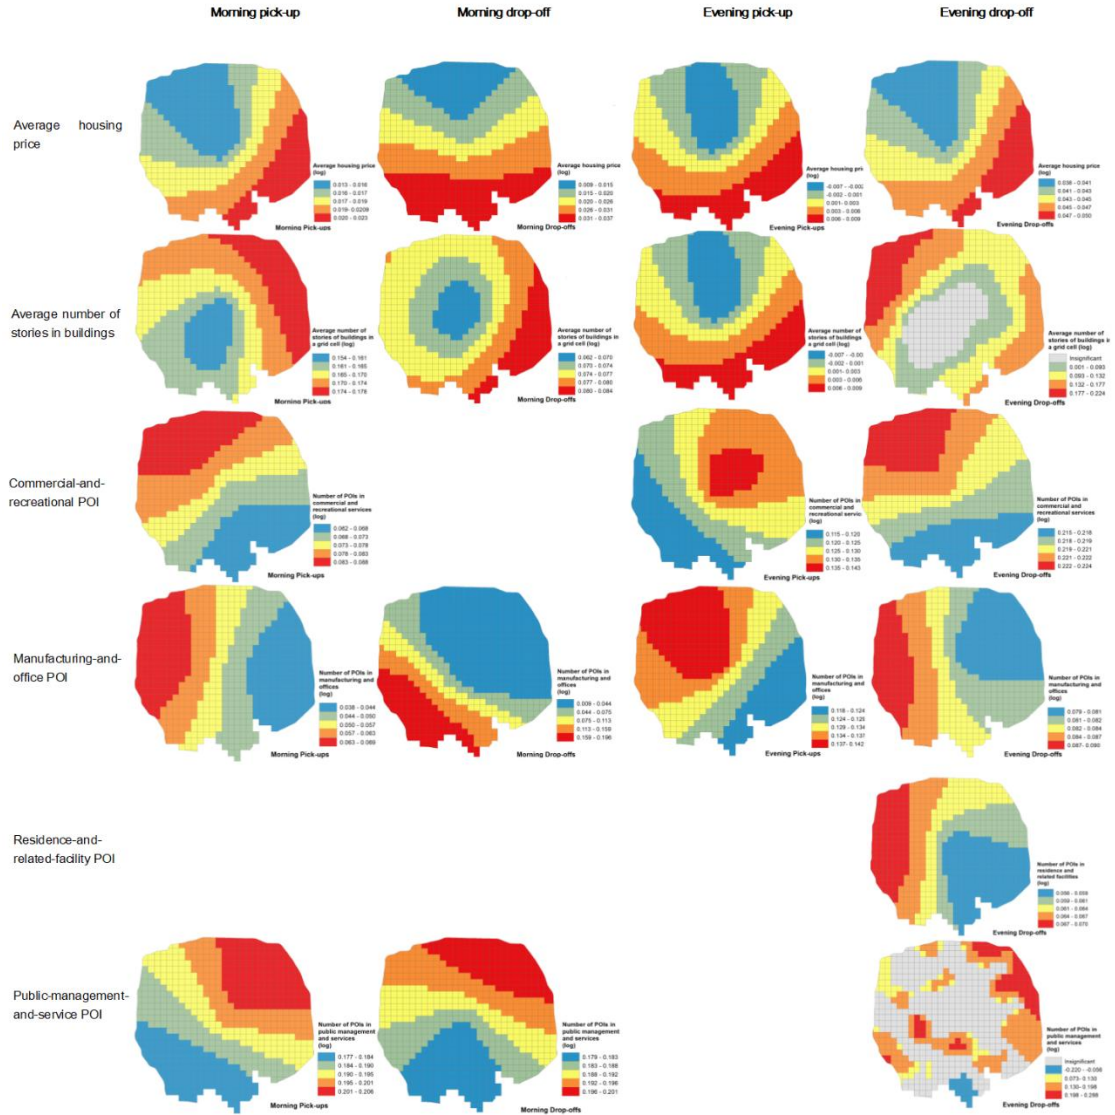 Morning pick-up Morning drop-off Evening pick-up Evening drop-off
Average housing
price
Average housing price
(log)
0.013 - 0.016
0.016 - 0.017
0.017 - 0.019
0.019- 0.0209
0.020 - 0.023
Morning Pick-ups
Average housing price
(log)
0.009 - 0.015
0.015 - 0.020
0.020 - 0.026
0.026 - 0.031
0.031 - 0.037
Morning Drop-offs
Average housing pric
(log)
-0.002 - 0.001
0.001- 0.003
0.003 - 0.006
0.006 - 0.009
Evening Pick-ups
Average housing price
(log)
0.038 - 0.041
0.041 - 0.043
0.043 - 0.045
0.045 - 0.047
0.047 - 0.050
Evening Drop-offs
Average number of
stories in buildings
Average number of
stories of buildings in
a grid cell (log)
0.154 - 0.161
0.161 - 0.165
0.165 - 0.170
0.170 - 0.174
0.174 - 0.178
Morning Pick-ups
Average number of
stories of buildings in
a grid cell (log)
0.062 - 0.070
0.070 - 0.074
0.074 - 0.077
0.077 - 0.080
0.080 - 0.084
Morning Drop-offs
Average number of
stories of buildings
a grid cell (log)
-0.002 - 0.001
0.001- 0.003
0.003 - 0.006
0.006 - 0.009
Evening Pick-ups
Average number of
stories of buildings in
a grid cell (log)
Insignificant
0.001 - 0.093
0.093 - 0.132
0.132 - 0.177
0.177 - 0.224
Evening Drop-offs
Commercial-and-
recreational POI
Number of POIs in
commercial and
recreational services
(log)
0.062 - 0.068
0.068 - 0.073
0.073 - 0.078
0.078 - 0.083
0.083 - 0.088
Morning Pick-ups
Number of POIs in
commercial and
recreational servic
(log)
0.115 - 0.120
0.120 - 0.125
0.125 - 0.130
0.130 - 0.135
0.135 - 0.143
Evening Pick-ups
Number of POIs in
commercial and
recreational services
(log)
0.215 - 0.218
0.218 - 0.219
0.219 - 0.221
0.221 - 0.222
0.222 - 0.224
Evening Drop-offs
Manufacturing-and-
office POI
Number of POIs in
manufacturing and
offices
(log)
0.038 - 0.044
0.044 - 0.050
0.050 - 0.057
0.057 - 0.063
0.063 - 0.069
Morning Pick-ups
Number of POIs in
manufacturing and
offices
(log)
0.009 - 0.044
0.044 - 0.075
0.075 - 0.113
0.113 - 0.159
0.159 - 0.196
Morning Drop-offs
Number of POIs in
manufacturing and
offices
(log)
0.116 - 0.124
0.124 - 0.129
0.129 - 0.134
0.137- 0.142
Evening Pick-ups
Number of POIs in
manufacturing and
offices
(log)
0.079 - 0.081
0.081 - 0.082
0.082 - 0.084
0.084 - 0.087
0.087- 0.090
Evening Drop-offs
Residence-and-
related-facility POI
Number of POIs in
residence and
related facilities
(log)
0.056 - 0.059
0.059 - 0.061
0.061 - 0.064
0.064 - 0.067
0.067 - 0.070
Evening Drop-offs
Public-management-
and-service POI
Number of POIs in
public management
and services
(log)
0.177 - 0.184
0.184 - 0.190
0.190 - 0.195
0.195 - 0.201
0.201 - 0.206
Morning Pick-ups
Number of POIs in
public management
and services
(log)
0.179 - 0.183
0.183 - 0.188
0.188 - 0.192
0.192 - 0.196
0.196 - 0.201
Morning Drop-offs
Number of POIs in
public management
and services
(log)
Insignificant
0.073- 0.130
0.130 - 0.198
Evening Drop-offs